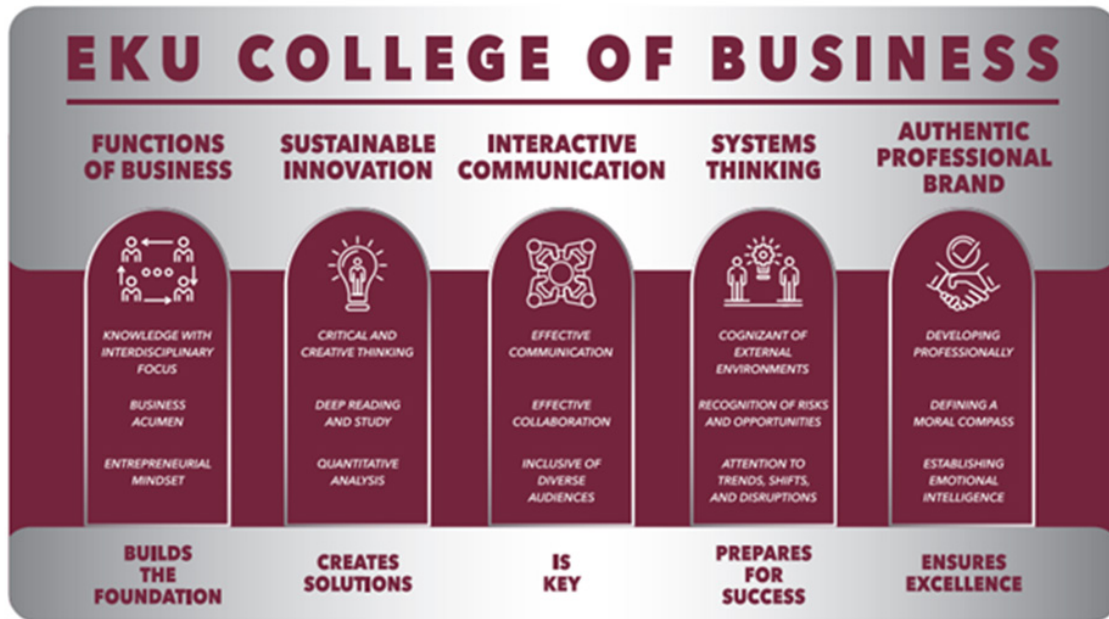 EKU COLLEGE OF BUSINESS
FUNCTIONS
OF BUSINESS
KNOWLEDGE WITH
INTERDISCIPLINARY
FOCUS
BUSINESS
ACUMEN
ENTREPRENEURIAL
MINDSET
BUILDS
THE
FOUNDATION
SUSTAINABLE
INNOVATION
CRITICAL AND
CREATIVE THINKING
DEEP READING
AND STUDY
QUANTITATIVE
ANALYSIS
CREATES
SOLUTIONS
INTERACTIVE
COMMUNICATION
EFFECTIVE
COMMUNICATION
EFFECTIVE
COLLABORATION
INCLUSIVE OF
DIVERSE
AUDIENCES
IS
KEY
SYSTEMS
THINKING
COGNIZANT OF
EXTERNAL
ENVIRONMENTS
RECOGNITION OF RISKS
AND OPPORTUNITIES
ATTENTION TO
TRENDS, SHIFTS,
AND DISRUPTIONS
PREPARES
FOR
SUCCESS
AUTHENTIC
PROFESSIONAL
BRAND
DEVELOPING
PROFESSIONALLY
DEFINING A
MORAL COMPASS
ESTABLISHING
EMOTIONAL
INTELLIGENCE
ENSURES
EXCELLENCE